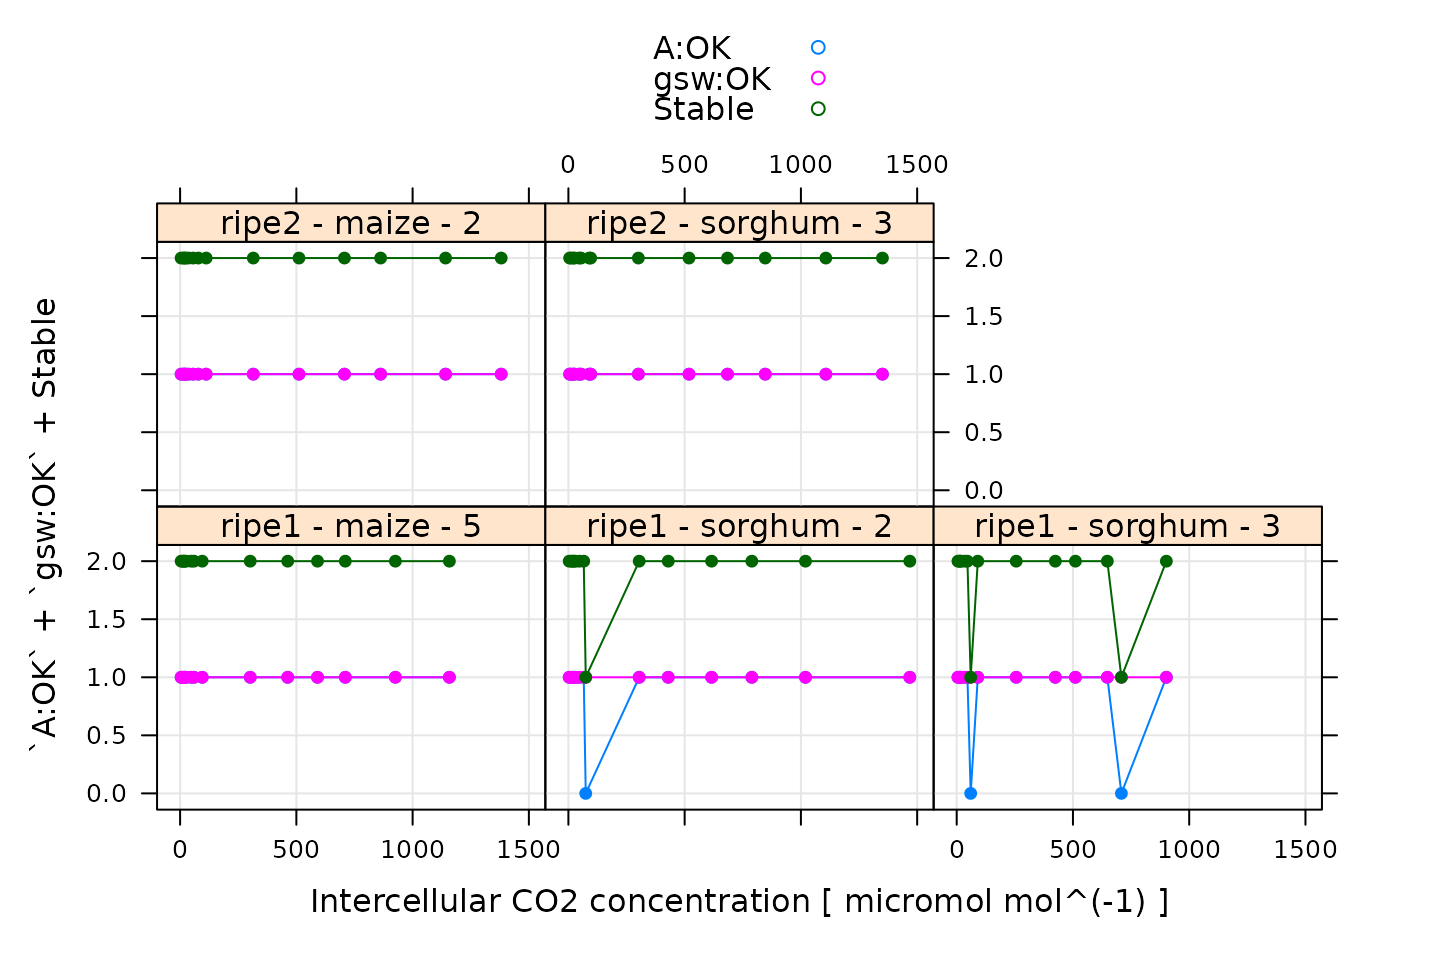 A:OK
gsw:OK
Stable
0 500 1000 1500
ripe2 - maize - 2 ripe2 - sorghum - 3
2.0
1.5
1.0
0.5
0.0
`A:OK` + `gsw:OK` + Stable
ripe1 - maize - 5 ripe1 - sorghum - 2 ripe1 - sorghum - 3
2.0
1.5
1.0
0.5
0.0
0 500 1000 1500 0 500 1000 1500
Intercellular CO2 concentration [ micromol mol^(-1) ]